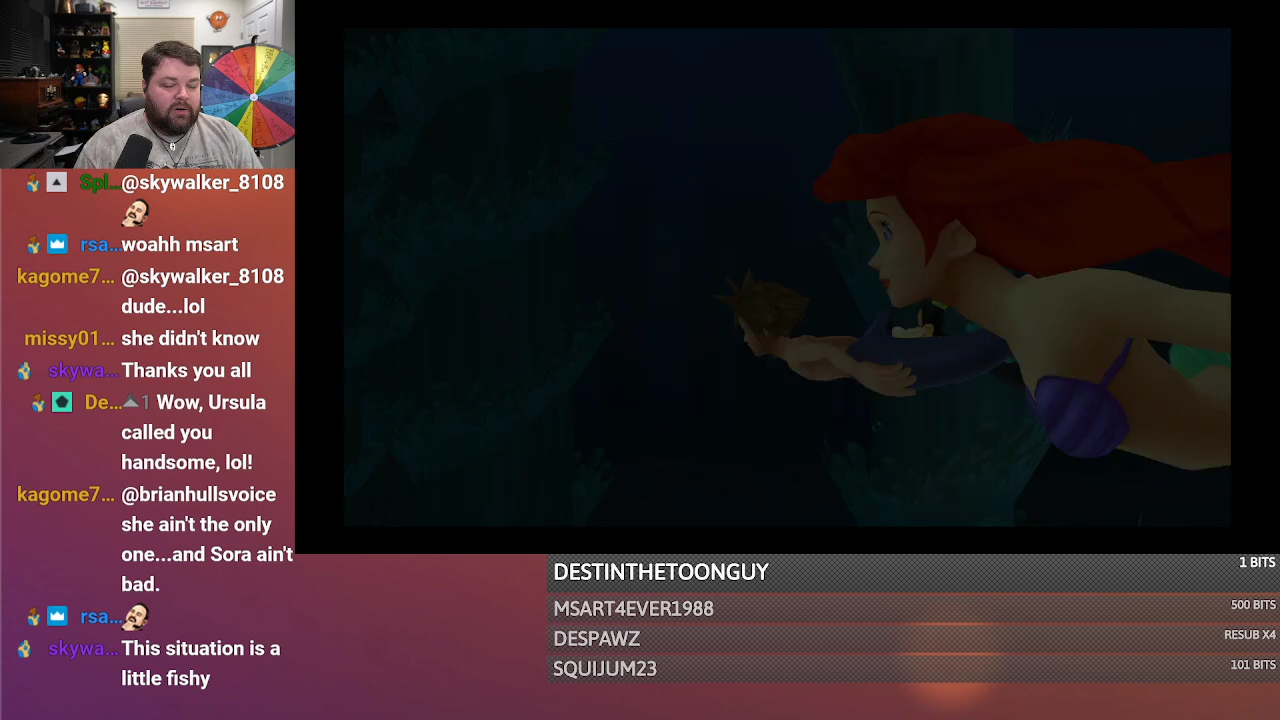 Spl... @skywalker_8108
rsa... woahh msart
kagome7... @skywalker_8108
dude...lol
missy01... she didn't know
skywa... Thanks you all
De... 1 Wow, Ursula
called you
handsome, lol!
kagome7... @brianhullsvoice
she ain't the only
one...and Sora ain't
bad.
rsa...
skywa... This situation is a
little fishy
DESTINTHETOONGUY 1 BITS
MSART4EVER1988 500 BITS
DESPAWZ RESUB X4
SQUIJUM23 101 BITS